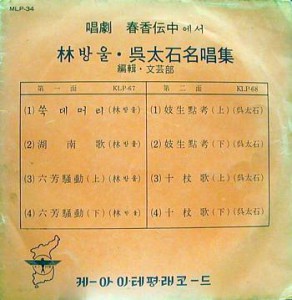 MLP-34
唱劇 春香伝中에서
林방울·吳太石名唱集
編輯·文芸部
第一面 KLP-67 第二面 KLP-68
(1) 쑥대머리 (林방울) (1) 妓生點考 (上) (吳太石)
(2) 湖南歌 (林방울) (2) 妓生點考 (下) (吳太石)
(3) 六芳騷動 (上) (林방울) (3) 十杖歌 (上) (吳太石)
(4) 六芳騷動 (下) (林방울) (4) 十杖歌 (下) (吳太石)
케-아이·테평래코-드